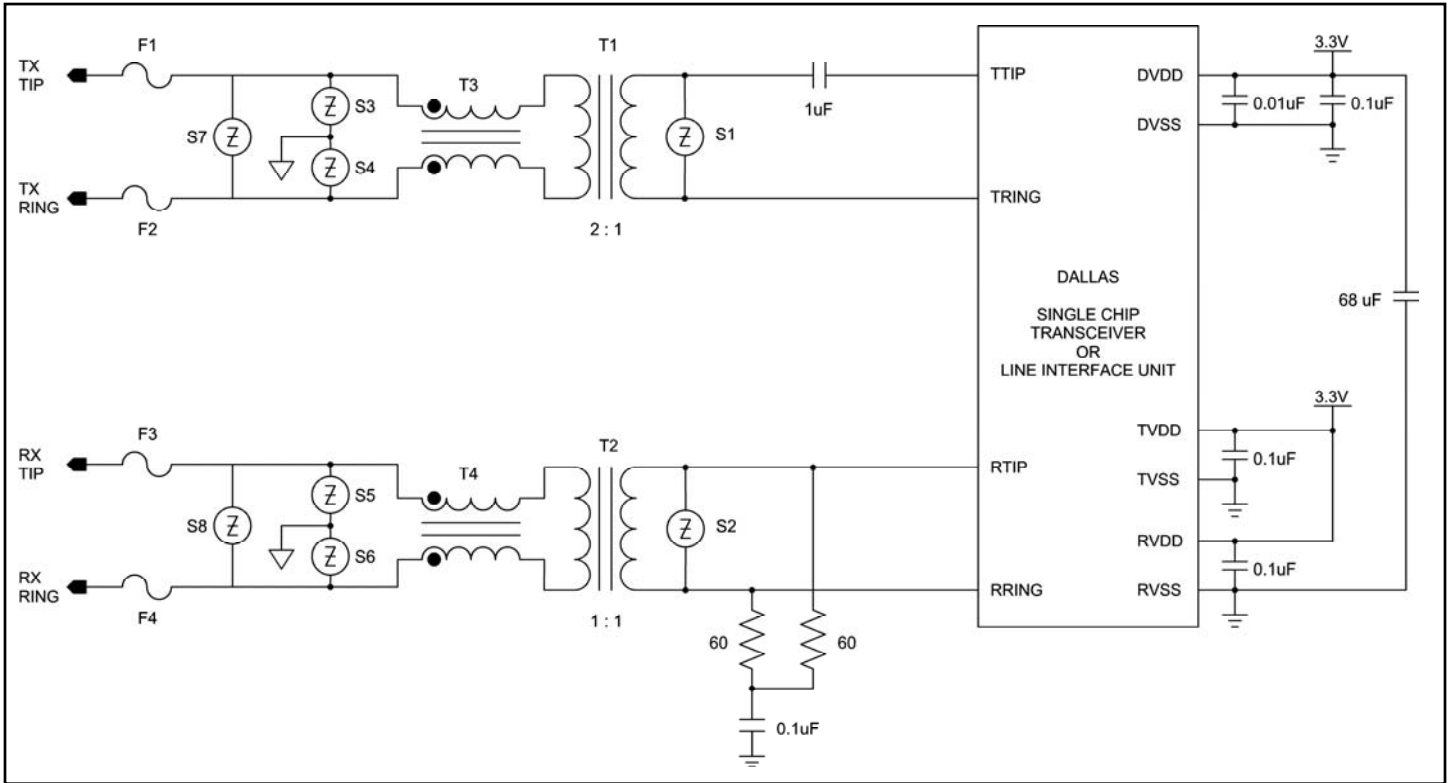 F1
T1
3.3V
TX
TIP
T3
TTIP
DVDD
1uF
0.01uF
0.1uF
S3
S7
S1
DVSS
S4
TX
RING
TRING
F2
2 : 1
DALLAS
68 uF
SINGLE CHIP
TRANSCEIVER
OR
LINE INTERFACE UNIT
3.3V
F3
T2
TVDD
RX
TIP
T4
RTIP
0.1uF
TVSS
S5
S8
S2
RVDD
S6
0.1uF
RX
RING
RRING
RVSS
F4
1 : 1
60
60
0.1uF